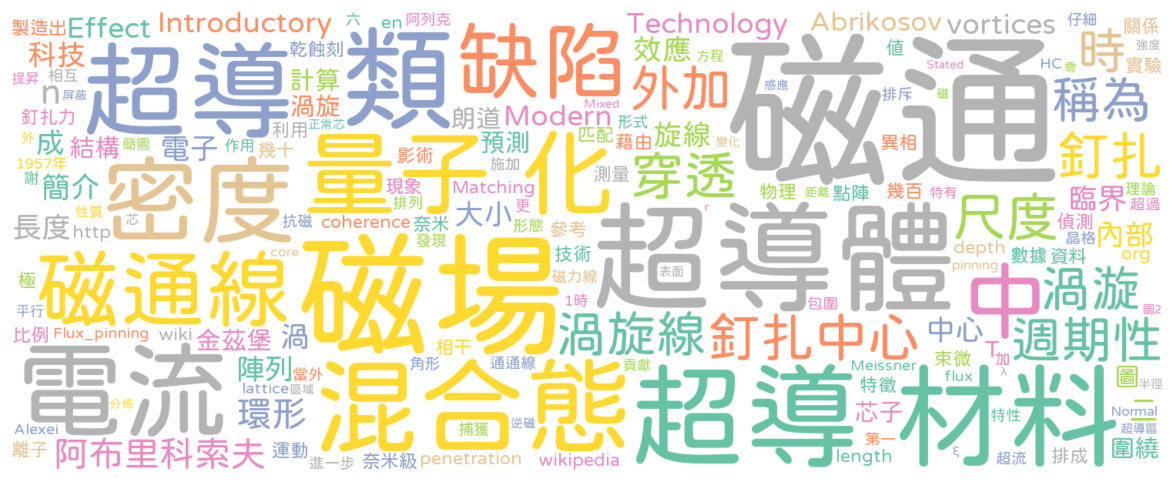 製造出 Effect Introductory 六 en 阿列克 Technology Abrikosov vortices 仔細 關係
科技 超導 乾蝕刻 類 缺陷 效應 方程 磁通 值 時 強度
提昇 相互 計算 外加 感應 Stated HC 零 實驗
n 屏蔽 渦旋 排斥 磁 稱為
釘扎力 利用 正常芯 朗道 Modern Mixed 形式
外 成 簡圖 結構 電子 作用 幾十 量子化 預測 匹配 藉由 旋線 變化 異相 釘扎
1957年 影術 施加 穿透
謝 簡介 密度 現象 Matching 測量 物理 點陣 幾百 臨界 理論
性質 排列 更 距離 特有 超過
長度 http 芯 抗磁 coherence 奈米 大小 形態 參考 r 超導體 尺度 偵測 內部
發現 晶格
極 磁通線 core 磁場 技術 表面 depth 數據 資料 org
磁力線 pinning
平行 1時 包圍 中 渦漩 圖2
比例 Flux_pinning wiki 金茲堡 渦 相干 渦旋線 釘扎中心 中心 T 加 週期性
電流 陣列 當外 角形 通通線 貢獻 Meissner 束微 λ
lattice 區域 混合態 超導 特徵 flux 材料 圖 半徑
分佈 環形 芯子 特性 二 Normal
Alexei 捕獲 逆磁 第一 超導區
離子 阿布里科索夫 運動 進一步 奈米級 penetration wikipedia length ξ 超流 排成 圍繞